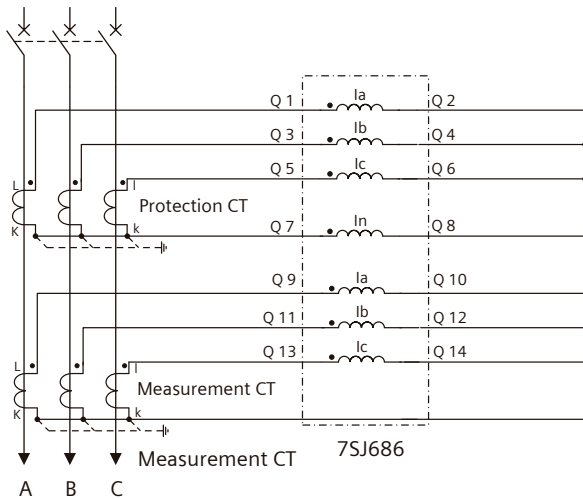 Q 1 Ia Q 2
Q 3 Ib Q 4
Q 5 Ic Q 6
L l
Protection CT
K k Q 7 In Q 8
Q 9 Ia Q 10
Q 11 Ib Q 12
Q 13 Ic Q 14
L l
Measurement CT
K k
Measurement CT 7SJ686
A B C